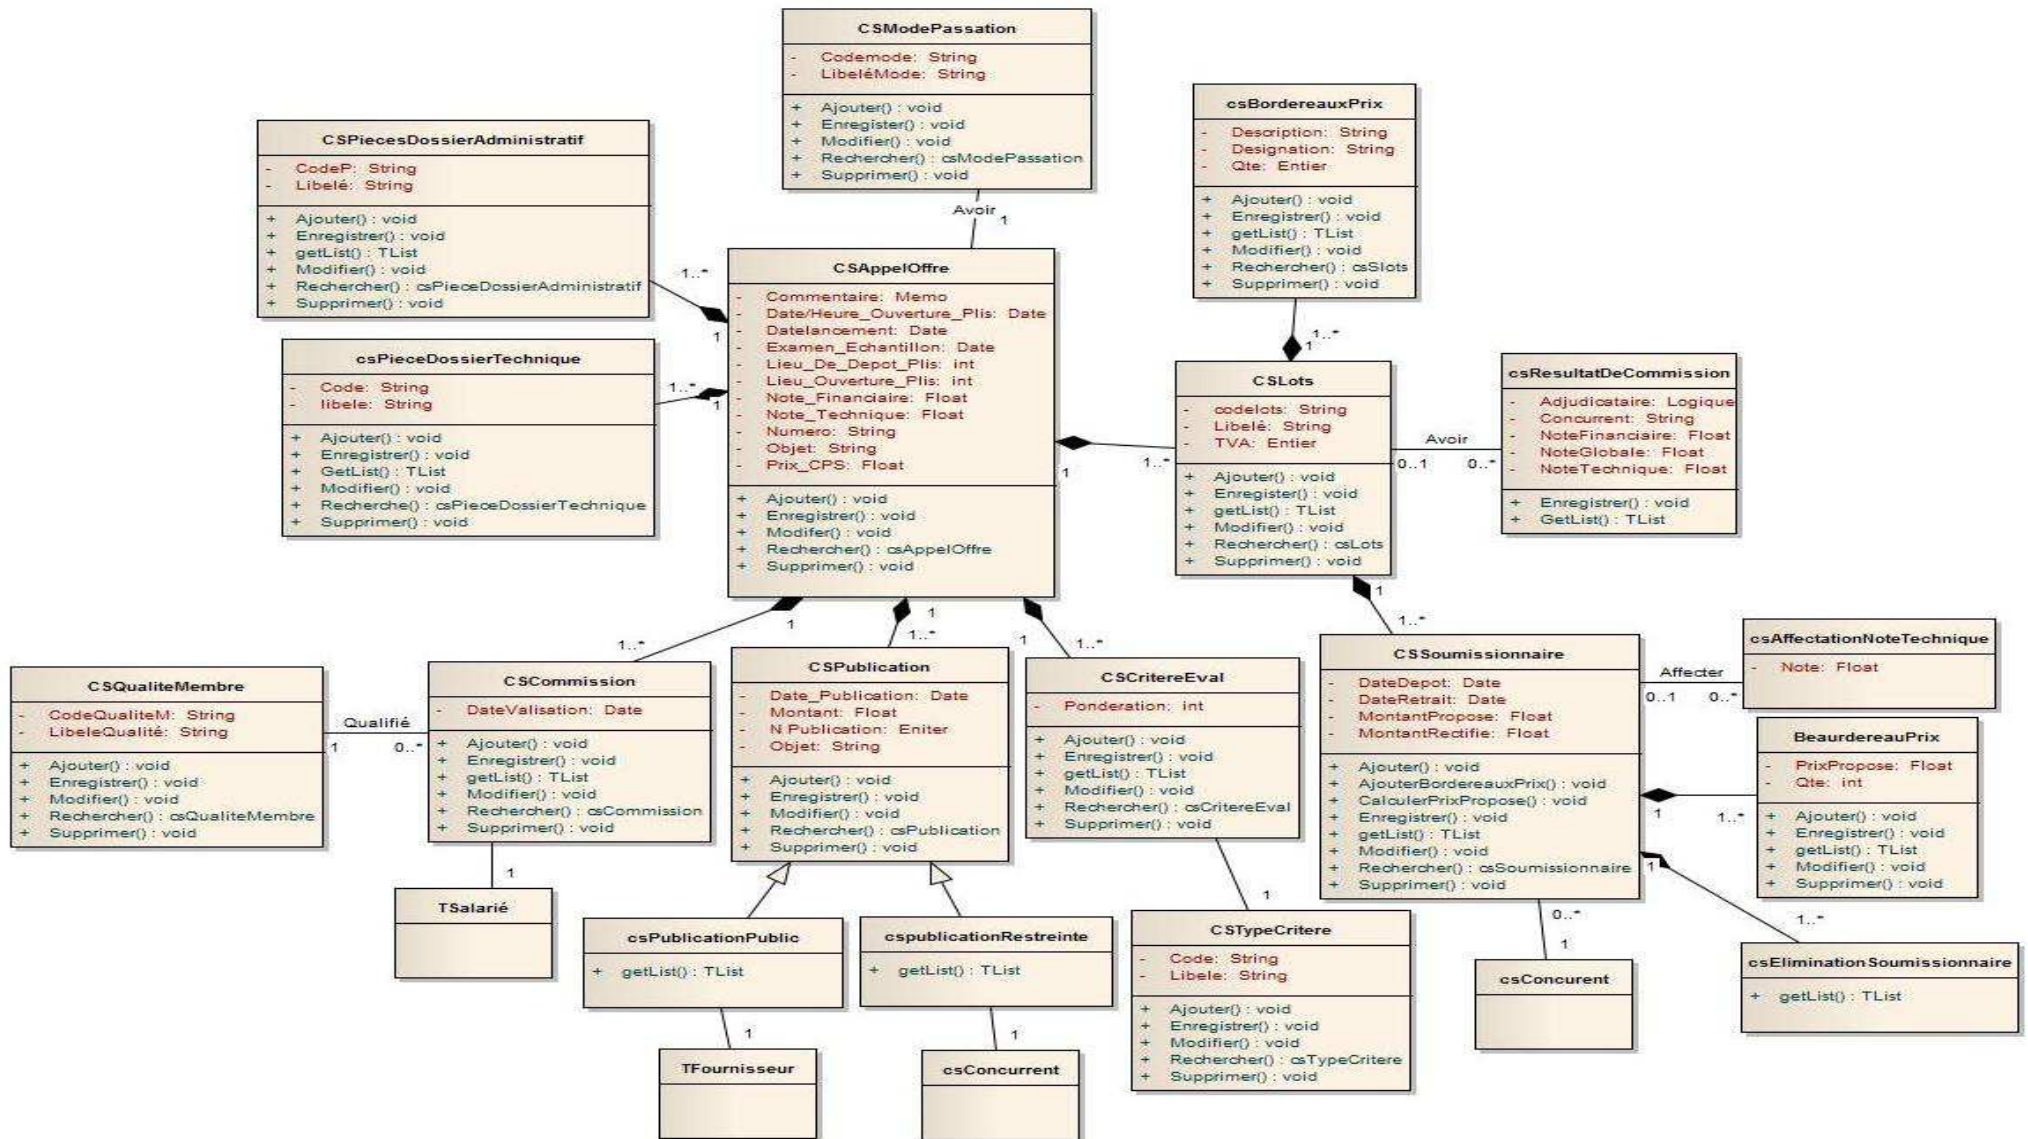 CSModePassation
- Codemode: String
- LibeléMode: String
+ Ajouter() : void
+ Enregister() : void
+ Modifier() : void
+ Rechercher() : csModePassation
+ Supprimer() : void
Avoir
1
csBordereauxPrix
- Description: String
- Designation: String
- Qte: Entier
+ Ajouter() : void
+ Enregistrer() : void
+ getList() : TList
+ Modifier() : void
+ Rechercher() : csSlots
+ Supprimer() : void
1..*
1
CSPiecesDossierAdministratif
- CodeP: String
- Libelé: String
+ Ajouter() : void
+ Enregistrer() : void
+ getList() : TList
+ Modifier() : void
+ Rechercher() : csPieceDossierAdministratif
+ Supprimer() : void
1..*
1
csPieceDossierTechnique
- Code: String
- libele: String
+ Ajouter() : void
+ Enregistrer() : void
+ GetList() : TList
+ Modifier() : void
+ Recherche() : csPieceDossierTechnique
+ Supprimer() : void
1..*
1
CSAppelOffre
- Commentaire: Memo
- Date/Heure_Ouverture_Plis: Date
- Datelancement: Date
- Examen_Echantillon: Date
- Lieu_De_Depot_Plis: int
- Lieu_Ouverture_Plis: int
- Note_Financiaire: Float
- Note_Technique: Float
- Numero: String
- Objet: String
- Prix_CPS: Float
+ Ajouter() : void
+ Enregistrer() : void
+ Modifer() : void
+ Rechercher() : csAppelOffre
+ Supprimer() : void
1
1..*
CSLots
- codelots: String
- Libelé: String
- TVA: Entier
+ Ajouter() : void
+ Enregister() : void
+ getList() : TList
+ Modifier() : void
+ Rechercher() : csLots
+ Supprimer() : void
Avoir
0..1
0..*
csResultatDeCommission
- Adjudicataire: Logique
- Concurrent: String
- NoteFinanciaire: Float
- NoteGlobale: Float
- NoteTechnique: Float
+ Enregistrer() : void
+ GetList() : TList
1
1..*
1
1..*
1
1..*
1
1..*
CSQualiteMembre
- CodeQualiteM: String
- LibeleQualité: String
+ Ajouter() : void
+ Enregistrer() : void
+ Modifier() : void
+ Rechercher() : csQualiteMembre
+ Supprimer() : void
Qualifié
1
0..*
CSCommission
- DateValisation: Date
+ Ajouter() : void
+ Enregistrer() : void
+ getList() : TList
+ Modifier() : void
+ Rechercher() : csCommission
+ Supprimer() : void
1
TSalarié
CSPublication
- Date_Publication: Date
- Montant: Float
- N Publication: Eniter
- Objet: String
+ Ajouter() : void
+ Enregistrer() : void
+ Modifier() : void
+ Rechercher() : csPublication
+ Supprimer() : void
CSCritereEval
- Ponderation: int
+ Ajouter() : void
+ Enregistrer() : void
+ getList() : TList
+ Modifier() : void
+ Rechercher() : csCritereEval
+ Supprimer() : void
1
CSSoumissionnaire
- DateDepot: Date
- DateRetrait: Date
- MontantPropose: Float
- MontantRectifie: Float
+ Ajouter() : void
+ AjouterBordereauxPrix() : void
+ CalculerPrixPropose() : void
+ Enregistrer() : void
+ getList() : TList
+ Modifier() : void
+ Rechercher() : csSoumissionnaire
+ Supprimer() : void
Affecter
0..1
0..*
csAffectationNoteTechnique
- Note: Float
BeaurdereauPrix
- PrixPropose: Float
- Qte: int
+ Ajouter() : void
+ Enregistrer() : void
+ getList() : TList
+ Modifier() : void
+ Supprimer() : void
1
1..*
1
1..*
csPublicationPublic
+ getList() : TList
1
TFournisseur
cspublicationRestreinte
+ getList() : TList
1
csConcurrent
CSTypeCritere
- Code: String
- Libele: String
+ Ajouter() : void
+ Enregistrer() : void
+ Modifier() : void
+ Rechercher() : csTypeCritere
+ Supprimer() : void
0..*
1
csConcurent
csEliminationSoumissionnaire
+ getList() : TList